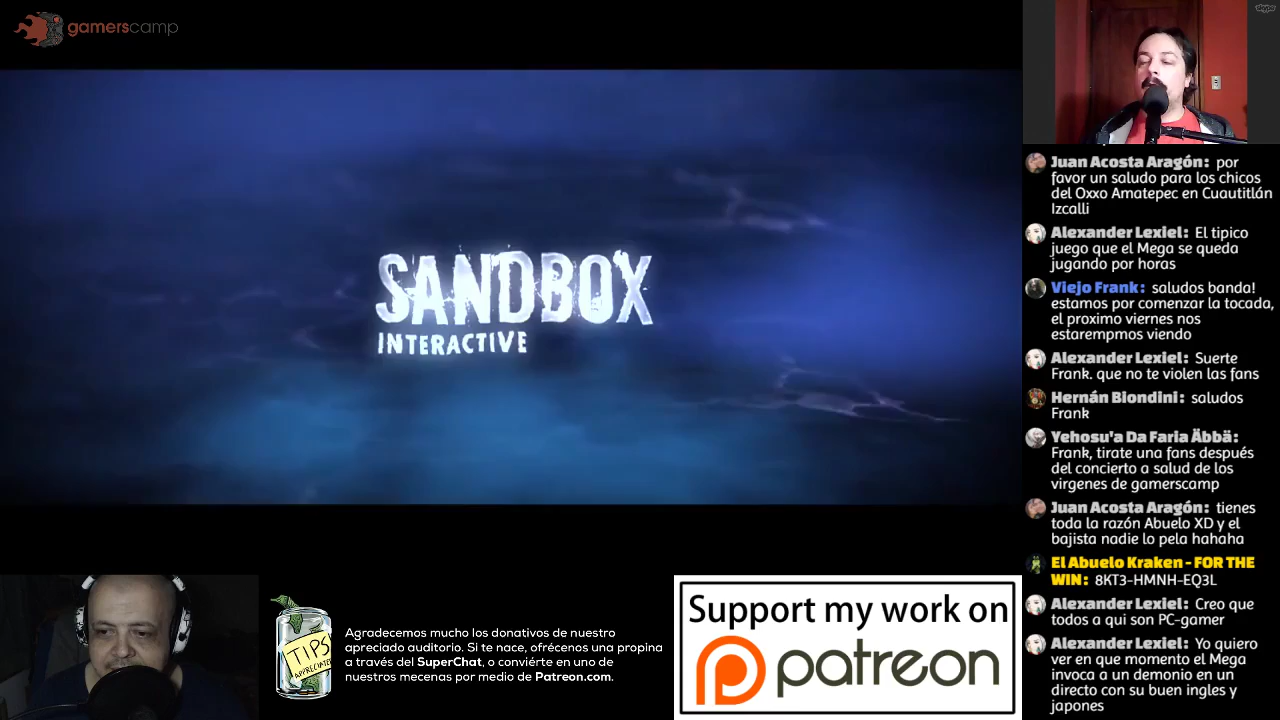 gamerscamp
skype
SANDBOX
INTERACTIVE
Juan Acosta Aragón: por
favor un saludo para los chicos
del Oxxo Amatepec en Cuautitlán
Izcalli
Alexander Lexiel: El tipico
juego que el Mega se queda
jugando por horas
Viejo Frank: saludos banda!
estamos por comenzar la tocada,
el proximo viernes nos
estarempmos viendo
Alexander Lexiel: Suerte
Frank. que no te violen las fans
Hernán Biondini: saludos
Frank
Yehosu'a Da Faria Äbbä:
Frank, tirate una fans después
del concierto a salud de los
virgenes de gamerscamp
Juan Acosta Aragón: tienes
toda la razón Abuelo XD y el
bajista nadie lo pela hahaha
El Abuelo Kraken - FOR THE
WIN: 8KT3-HMNH-EQ3L
Alexander Lexiel: Creo que
todos a qui son PC-gamer
Alexander Lexiel: Yo quiero
ver en que momento el Mega
invoca a un demonio en un
directo con su buen ingles y
japones
TIPS
APPRECIATED
Agradecemos mucho los donativos de nuestro
apreciado auditorio. Si te nace, ofrécenos una propina
a través del SuperChat, o conviérte en uno de
nuestros mecenas por medio de Patreon.com.
Support my work on
patreon